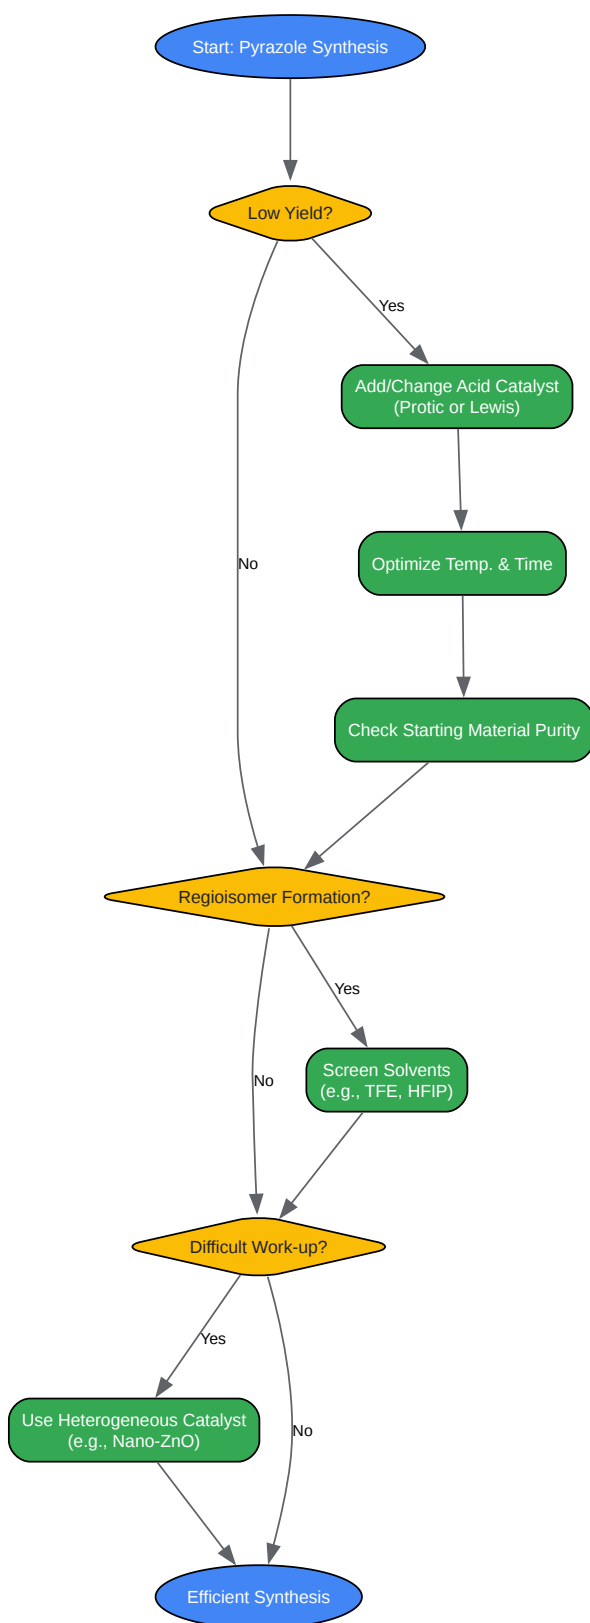 Start: Pyrazole Synthesis
Low Yield?
Yes
Add/Change Acid Catalyst
(Protic or Lewis)
No
Optimize Temp. & Time
Check Starting Material Purity
Regioisomer Formation?
Yes
Screen Solvents
(e.g., TFE, HFIP)
No
Difficult Work-up?
Yes
Use Heterogeneous Catalyst
(e.g., Nano-ZnO)
No
Efficient Synthesis